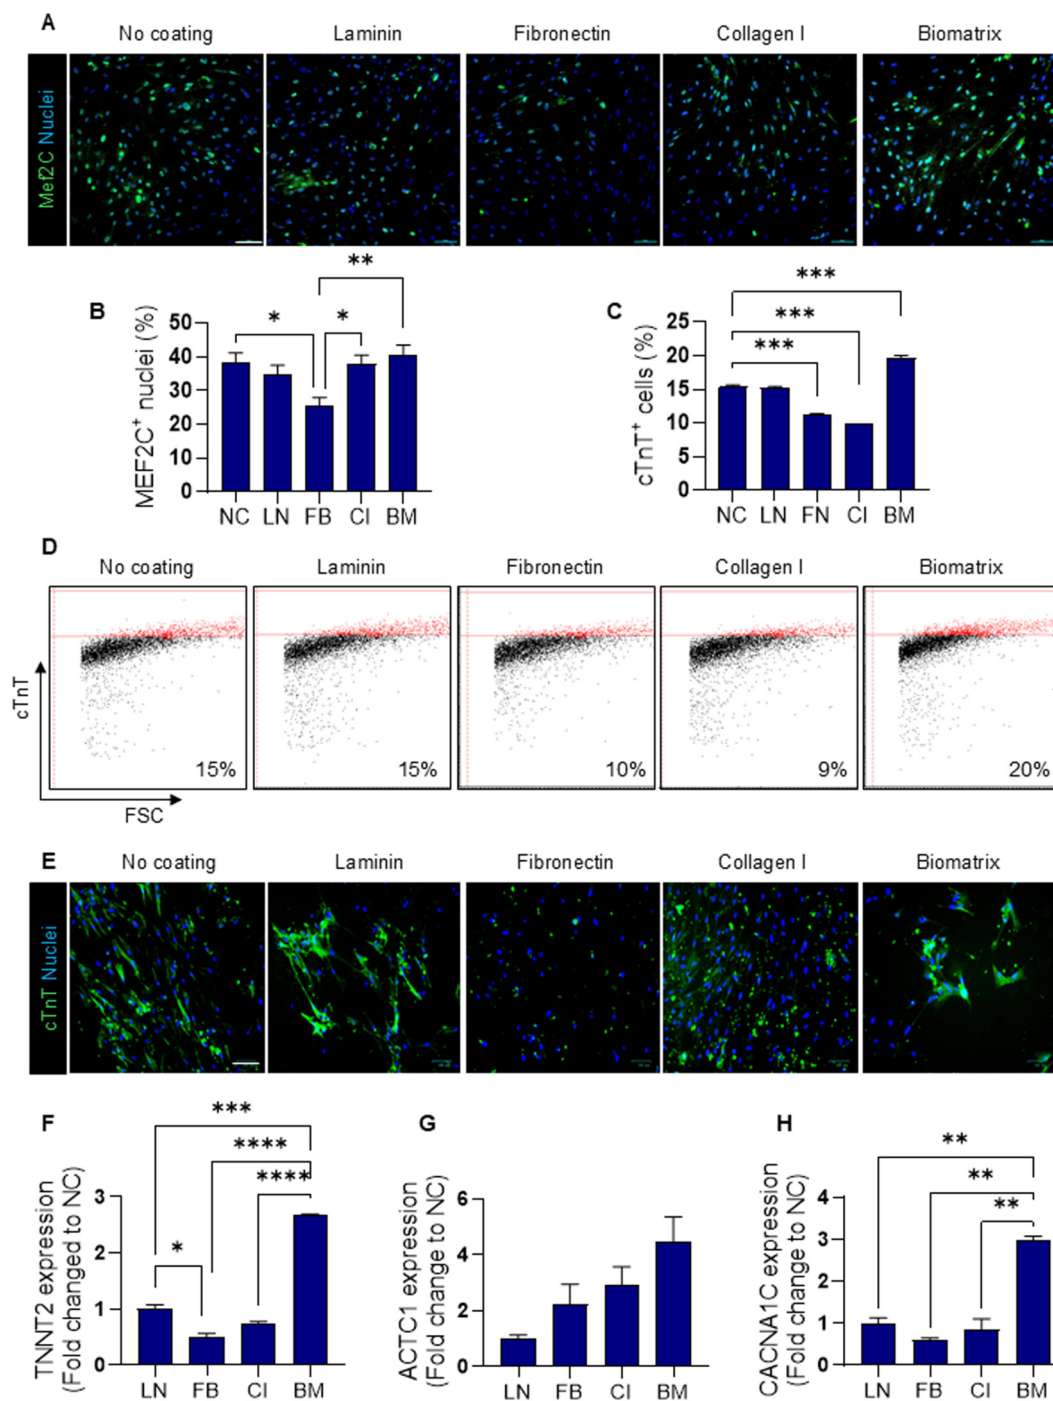 A
No coating Laminin Fibronectin Collagen I Biomatrix
Mef2C Nuclei
B
MEF2C+ nuclei (%)
**
* *
50
40
30
20
10
0
NC LN FB CI BM
C
cTnT+ cells (%)
***
***
***
25
20
15
10
5
0
NC LN FN CI BM
D
No coating Laminin Fibronectin Collagen I Biomatrix
cTnT
15% 15% 10% 9% 20%
FSC
E
No coating Laminin Fibronectin Collagen I Biomatrix
cTnT Nuclei
F
TNNT2 expression
(Fold changed to NC)
***
****
****
*
3
2
1
0
LN FB CI BM
G
ACTC1 expression
(Fold change to NC)
6
4
2
0
LN FB CI BM
H
CACNA1C expression
(Fold change to NC)
**
**
**
4
3
2
1
0
LN FB CI BM